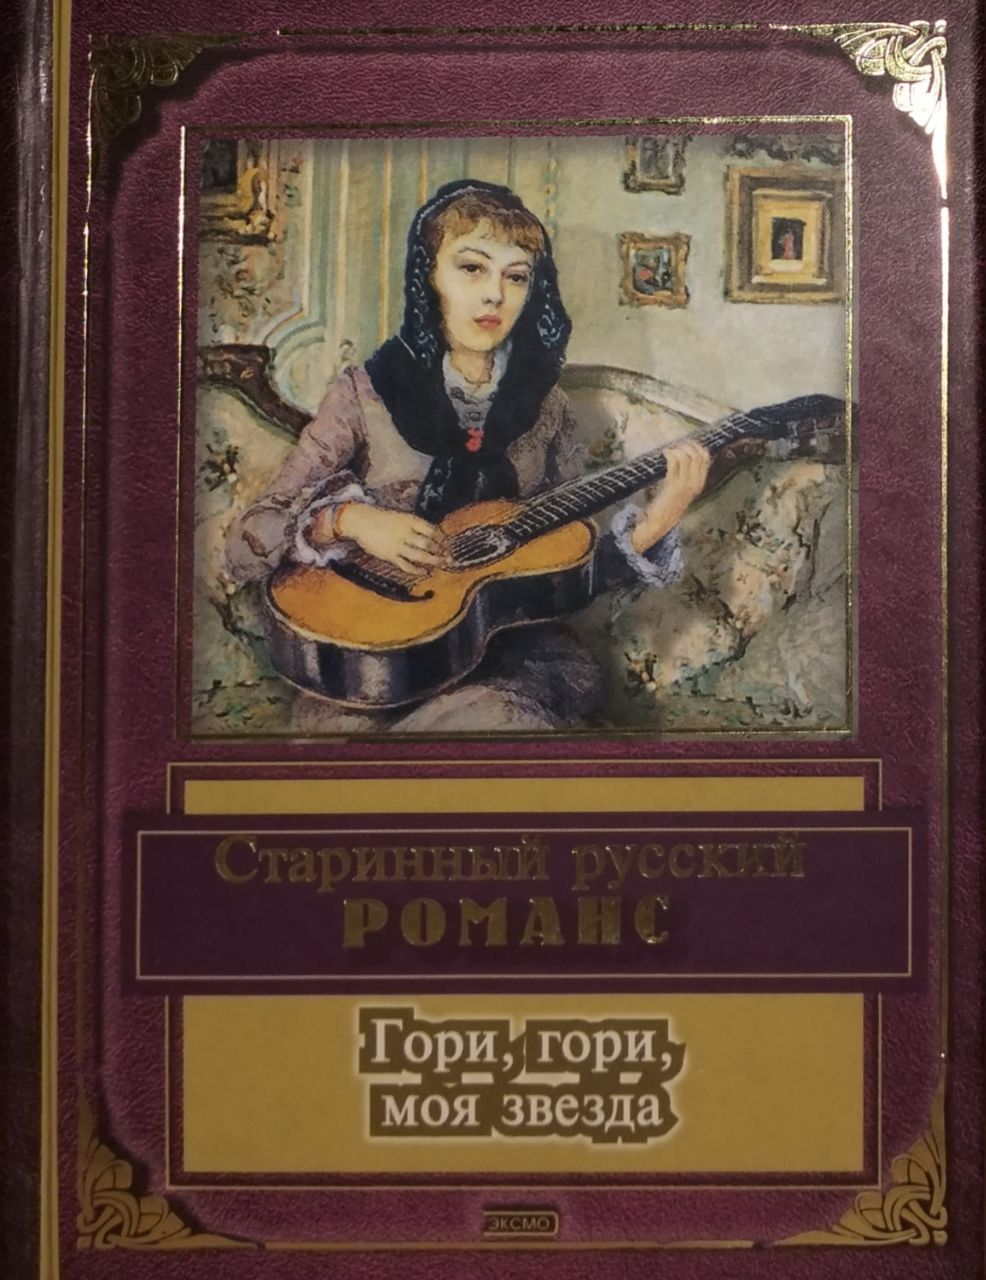 Старинный русский
РОМАНС
Гори, гори,
моя звезда
ЭКСМО